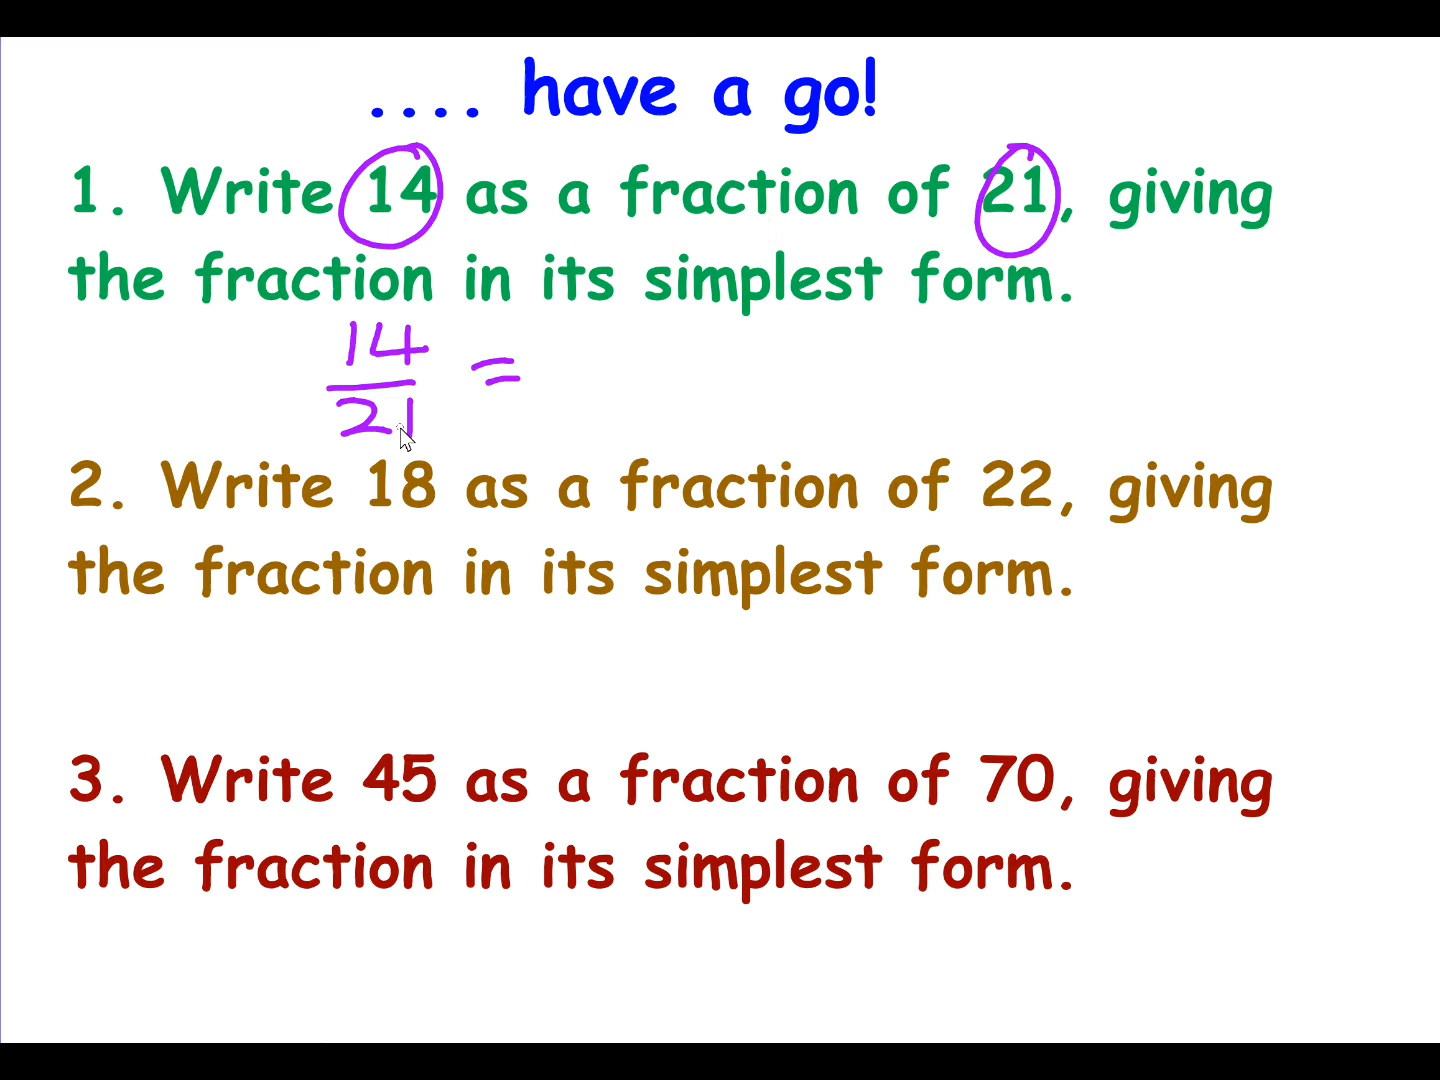 .... have a go!
1. Write 14 as a fraction of 21, giving
the fraction in its simplest form.
14
21 =
2. Write 18 as a fraction of 22, giving
the fraction in its simplest form.
3. Write 45 as a fraction of 70, giving
the fraction in its simplest form.